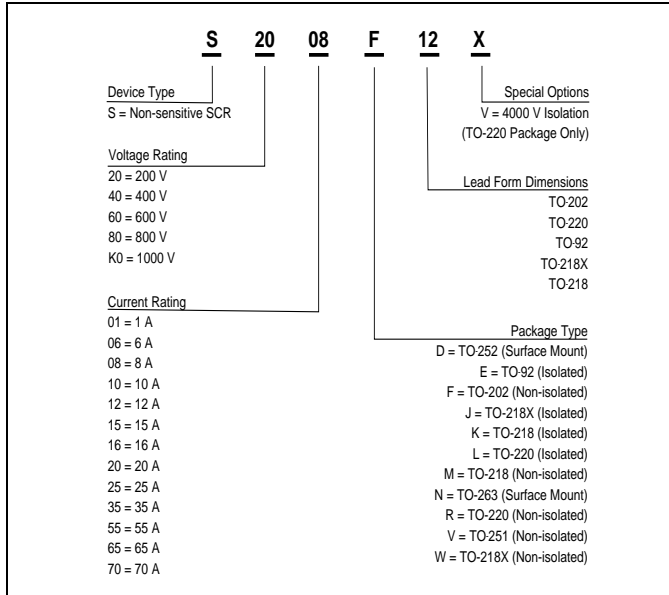 S 20 08 F 12 X
Device Type
S = Non-sensitive SCR
Voltage Rating
20 = 200 V
40 = 400 V
60 = 600 V
80 = 800 V
K0 = 1000 V
Current Rating
01 = 1 A
06 = 6 A
08 = 8 A
10 = 10 A
12 = 12 A
15 = 15 A
16 = 16 A
20 = 20 A
25 = 25 A
35 = 35 A
55 = 55 A
65 = 65 A
70 = 70 A
Special Options
V = 4000 V Isolation
(TO-220 Package Only)
Lead Form Dimensions
TO-202
TO-220
TO-92
TO-218X
TO-218
Package Type
D = TO-252 (Surface Mount)
E = TO-92 (Isolated)
F = TO-202 (Non-isolated)
J = TO-218X (Isolated)
K = TO-218 (Isolated)
L = TO-220 (Isolated)
M = TO-218 (Non-isolated)
N = TO-263 (Surface Mount)
R = TO-220 (Non-isolated)
V = TO-251 (Non-isolated)
W = TO-218X (Non-isolated)